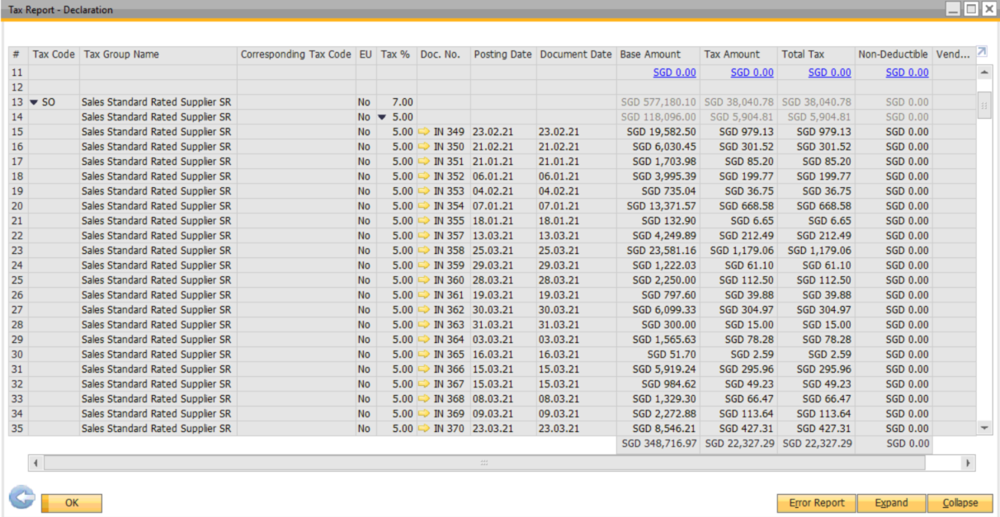 Tax Report - Declaration
# Tax Code Tax Group Name Corresponding Tax Code EU Tax % Doc. No. Posting Date Document Date Base Amount Tax Amount Total Tax Non-Deductible Vend...
11 SGD 0.00 SGD 0.00 SGD 0.00 SGD 0.00
12
13 SO Sales Standard Rated Supplier SR No 7.00 SGD 577,180.10 SGD 38,040.78 SGD 38,040.78 SGD 0.00
14 Sales Standard Rated Supplier SR No 5.00 SGD 118,096.00 SGD 5,904.81 SGD 5,904.81 SGD 0.00
15 Sales Standard Rated Supplier SR No 5.00 IN 349 23.02.21 23.02.21 SGD 19,582.50 SGD 979.13 SGD 979.13 SGD 0.00
16 Sales Standard Rated Supplier SR No 5.00 IN 350 21.02.21 21.02.21 SGD 6,030.45 SGD 301.52 SGD 301.52 SGD 0.00
17 Sales Standard Rated Supplier SR No 5.00 IN 351 21.01.21 21.01.21 SGD 1,703.98 SGD 85.20 SGD 85.20 SGD 0.00
18 Sales Standard Rated Supplier SR No 5.00 IN 352 06.01.21 06.01.21 SGD 3,995.39 SGD 199.77 SGD 199.77 SGD 0.00
19 Sales Standard Rated Supplier SR No 5.00 IN 353 04.02.21 04.02.21 SGD 735.04 SGD 36.75 SGD 36.75 SGD 0.00
20 Sales Standard Rated Supplier SR No 5.00 IN 354 07.01.21 07.01.21 SGD 13,371.57 SGD 668.58 SGD 668.58 SGD 0.00
21 Sales Standard Rated Supplier SR No 5.00 IN 355 18.01.21 18.01.21 SGD 132.90 SGD 6.65 SGD 6.65 SGD 0.00
22 Sales Standard Rated Supplier SR No 5.00 IN 357 13.03.21 13.03.21 SGD 4,249.89 SGD 212.49 SGD 212.49 SGD 0.00
23 Sales Standard Rated Supplier SR No 5.00 IN 358 25.03.21 25.03.21 SGD 23,581.16 SGD 1,179.06 SGD 1,179.06 SGD 0.00
24 Sales Standard Rated Supplier SR No 5.00 IN 359 29.03.21 29.03.21 SGD 1,222.03 SGD 61.10 SGD 61.10 SGD 0.00
25 Sales Standard Rated Supplier SR No 5.00 IN 360 28.03.21 28.03.21 SGD 2,250.00 SGD 112.50 SGD 112.50 SGD 0.00
26 Sales Standard Rated Supplier SR No 5.00 IN 361 19.03.21 19.03.21 SGD 797.60 SGD 39.88 SGD 39.88 SGD 0.00
27 Sales Standard Rated Supplier SR No 5.00 IN 362 30.03.21 30.03.21 SGD 6,099.33 SGD 304.97 SGD 304.97 SGD 0.00
28 Sales Standard Rated Supplier SR No 5.00 IN 363 31.03.21 31.03.21 SGD 300.00 SGD 15.00 SGD 15.00 SGD 0.00
29 Sales Standard Rated Supplier SR No 5.00 IN 364 03.03.21 03.03.21 SGD 1,565.63 SGD 78.28 SGD 78.28 SGD 0.00
30 Sales Standard Rated Supplier SR No 5.00 IN 365 16.03.21 16.03.21 SGD 51.70 SGD 2.59 SGD 2.59 SGD 0.00
31 Sales Standard Rated Supplier SR No 5.00 IN 366 15.03.21 15.03.21 SGD 5,919.24 SGD 295.96 SGD 295.96 SGD 0.00
32 Sales Standard Rated Supplier SR No 5.00 IN 367 15.03.21 15.03.21 SGD 984.62 SGD 49.23 SGD 49.23 SGD 0.00
33 Sales Standard Rated Supplier SR No 5.00 IN 368 08.03.21 08.03.21 SGD 1,329.30 SGD 66.47 SGD 66.47 SGD 0.00
34 Sales Standard Rated Supplier SR No 5.00 IN 369 09.03.21 09.03.21 SGD 2,272.88 SGD 113.64 SGD 113.64 SGD 0.00
35 Sales Standard Rated Supplier SR No 5.00 IN 370 23.03.21 23.03.21 SGD 8,546.21 SGD 427.31 SGD 427.31 SGD 0.00
SGD 348,716.97 SGD 22,327.29 SGD 22,327.29 SGD 0.00
OK Error Report Expand Collapse